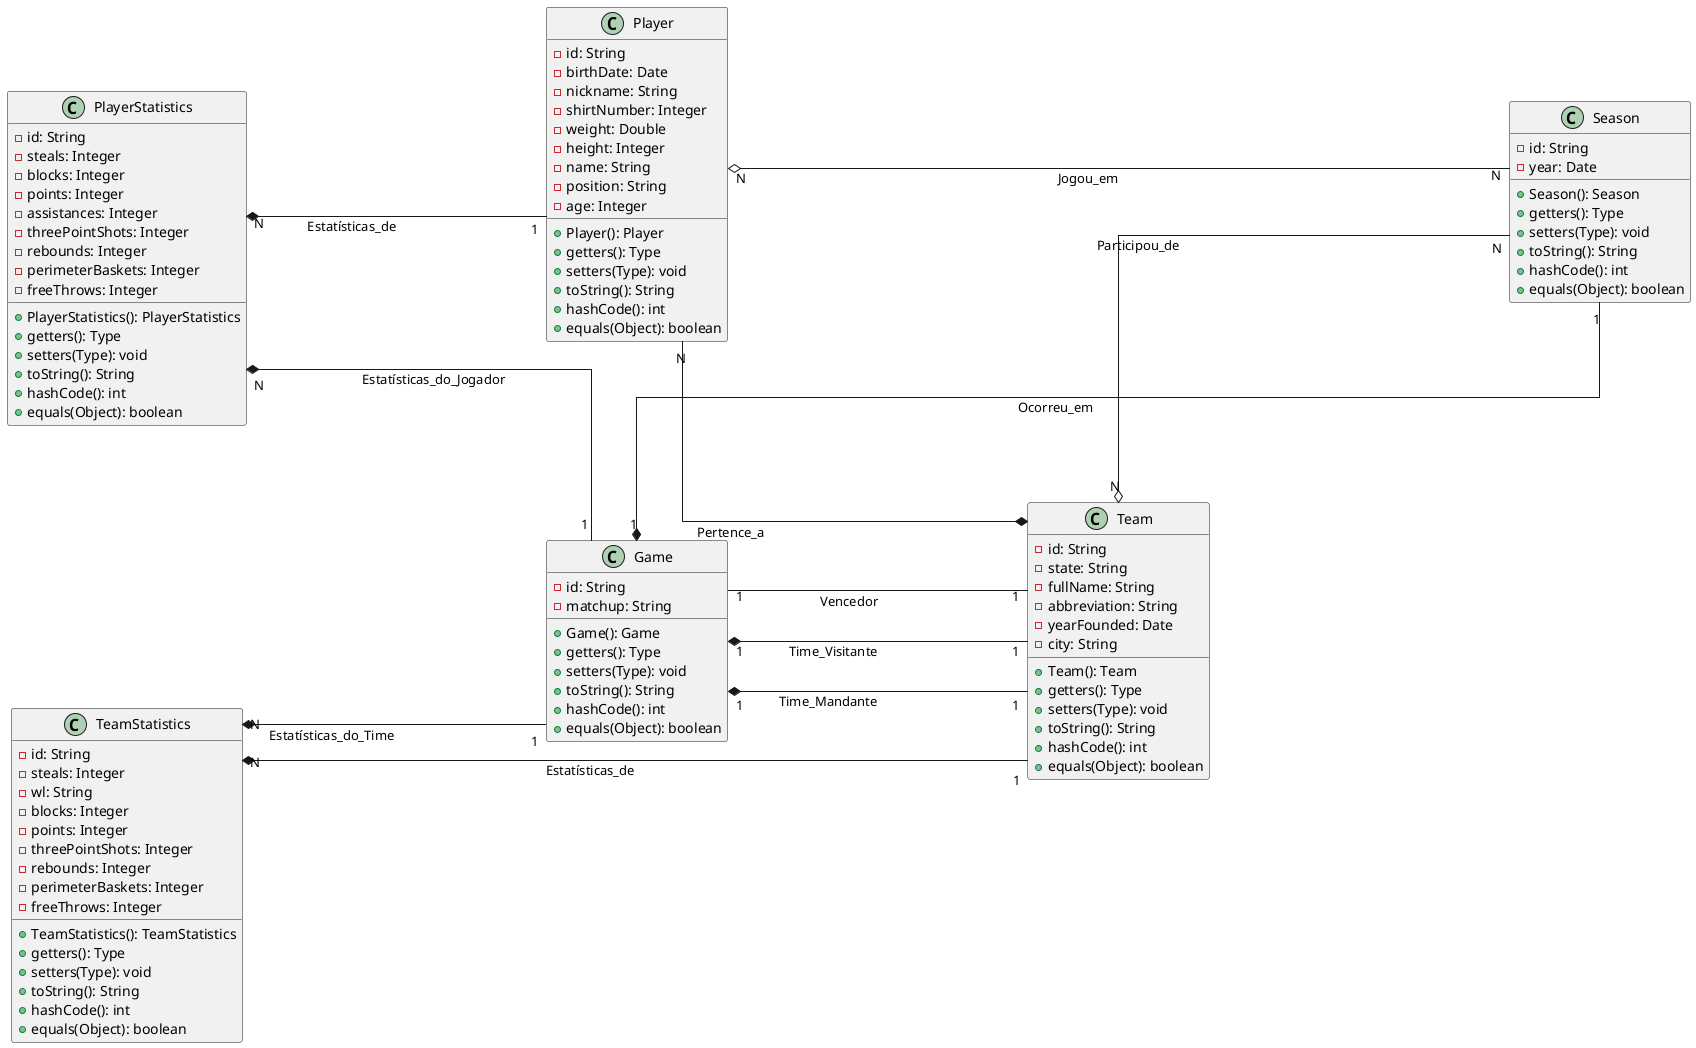 C Player
id: String
birthDate: Date
nickname: String
shirtNumber: Integer
weight: Double
height: Integer
name: String
position: String
age: Integer
Player(): Player
getters(): Type
setters(Type): void
toString(): String
hashCode(): int
equals(Object): boolean
C PlayerStatistics
id: String
steals: Integer
blocks: Integer
points: Integer
assistances: Integer
threePointShots: Integer
rebounds: Integer
perimeterBaskets: Integer
freeThrows: Integer
PlayerStatistics(): PlayerStatistics
getters(): Type
setters(Type): void
toString(): String
hashCode(): int
equals(Object): boolean
C Season
id: String
year: Date
Season(): Season
getters(): Type
setters(Type): void
toString(): String
hashCode(): int
equals(Object): boolean
N Jogou_em N
N Estatísticas_de 1
Participou_de N
N
1
N Estatísticas_do_Jogador
1
N
Ocorreu_em
1
1
Pertence_a
C Game
id: String
matchup: String
Game(): Game
getters(): Type
setters(Type): void
toString(): String
hashCode(): int
equals(Object): boolean
C Team
id: String
state: String
fullName: String
abbreviation: String
yearFounded: Date
city: String
Team(): Team
getters(): Type
setters(Type): void
toString(): String
hashCode(): int
equals(Object): boolean
1 Vencedor 1
1 Time_Visitante 1
1 Time_Mandante 1
N Estatísticas_do_Time 1
N Estatísticas_de 1
C TeamStatistics
id: String
steals: Integer
wl: String
blocks: Integer
points: Integer
threePointShots: Integer
rebounds: Integer
perimeterBaskets: Integer
freeThrows: Integer
TeamStatistics(): TeamStatistics
getters(): Type
setters(Type): void
toString(): String
hashCode(): int
equals(Object): boolean